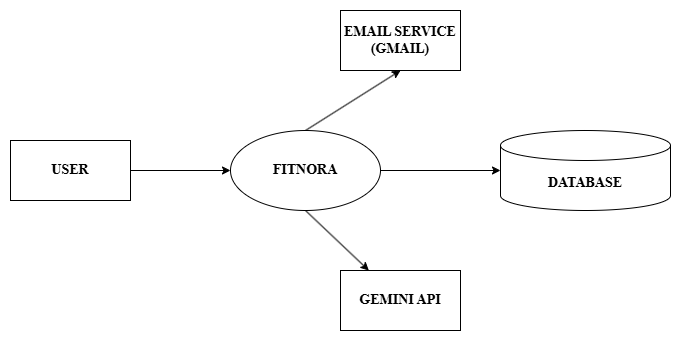 EMAIL SERVICE
(GMAIL)
USER
FITNORA
DATABASE
GEMINI API